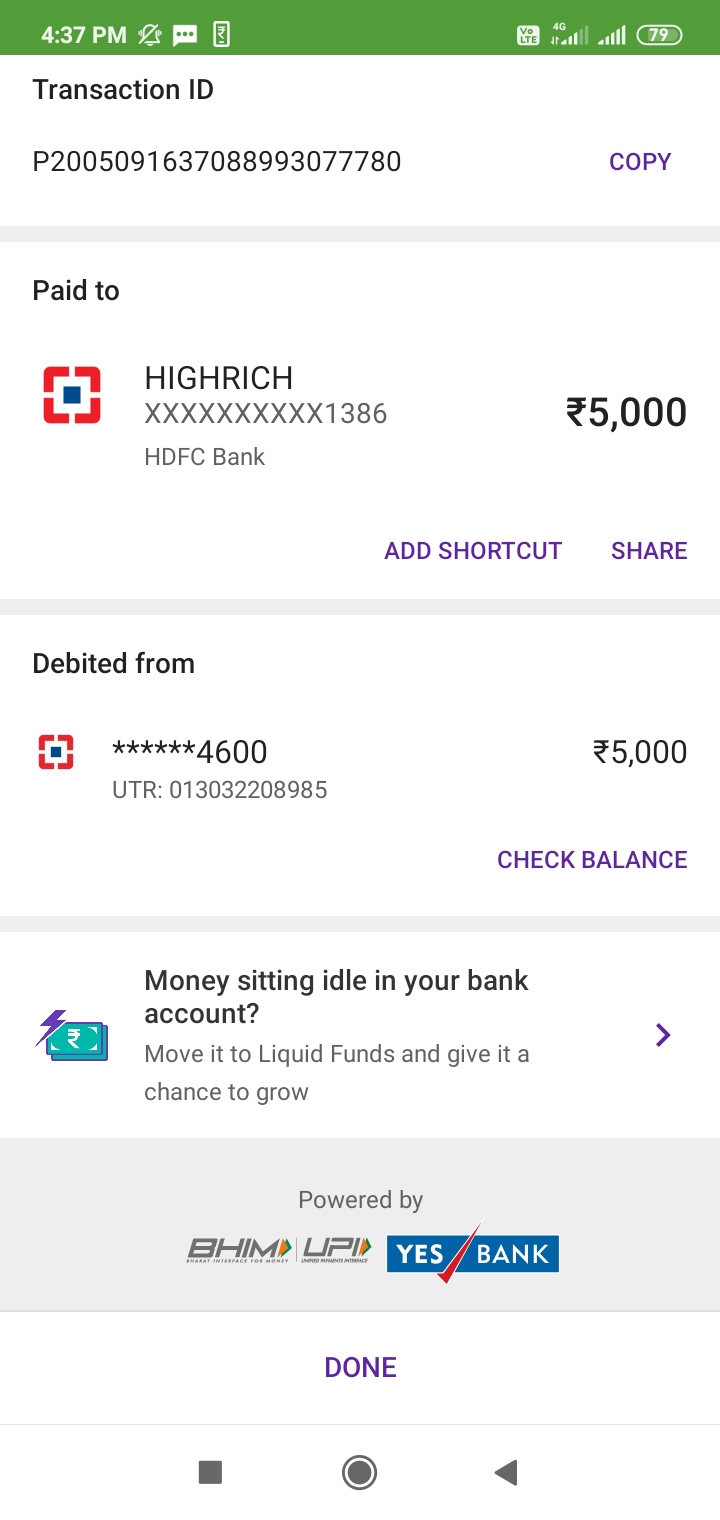 4:37 PM
Vo LTE 4G 79
Transaction ID
P2005091637088993077780 COPY
Paid to
HIGHRICH
XXXXXXXXXX1386
₹5,000
HDFC Bank
ADD SHORTCUT SHARE
Debited from
******4600 ₹5,000
UTR: 013032208985
CHECK BALANCE
Money sitting idle in your bank
account?
Move it to Liquid Funds and give it a
chance to grow
Powered by
BHIM UPI YES BANK
BHARAT INTERFACE FOR MONEY UNIFIED PAYMENTS INTERFACE
DONE